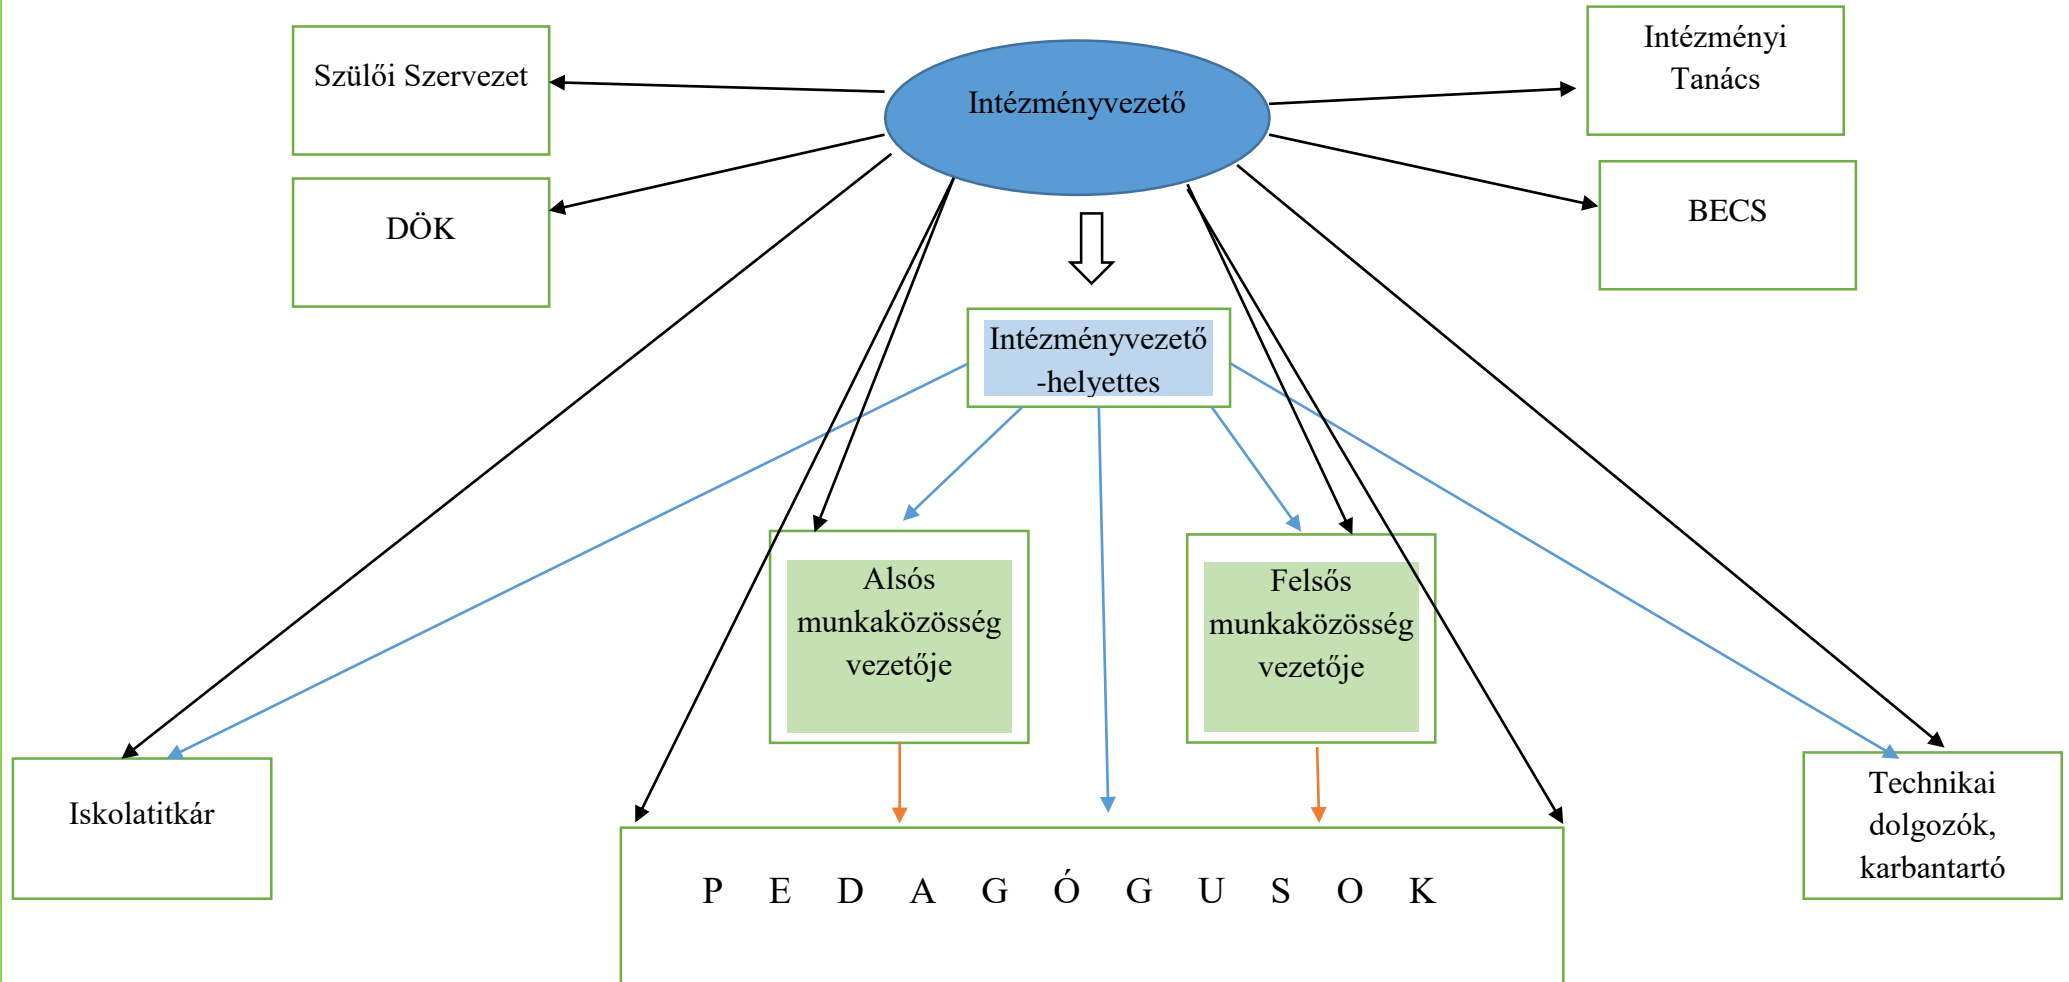 Szülői Szervezet
Intézményvezető
Intézményi
Tanács
DÖK
BECS
Intézményvezető
-helyettes
Alsós
munkaközösség
vezetője
Felsős
munkaközösség
vezetője
Iskolatitkár
Technikai
dolgozók,
karbantartó
P E D A G Ó G U S O K